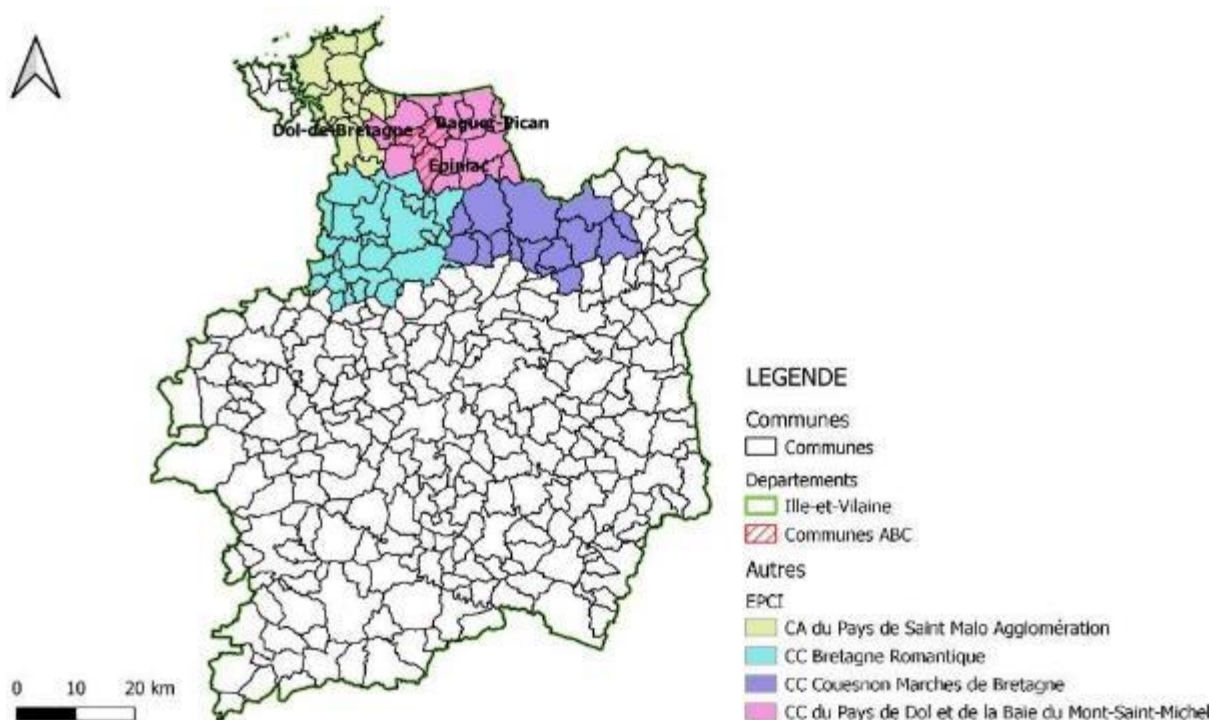 Dol-de-Bretagne Baguer-Pican
Epiniac
LEGENDE
Communes
Communes
Departements
Ille-et-Vilaine
Communes ABC
Autres
EPCI
CA du Pays de Saint Malo Agglomération
CC Bretagne Romantique
CC Couesnon Marches de Bretagne
CC du Pays de Dol et de la Baie du Mont-Saint-Michel
0 10 20 km